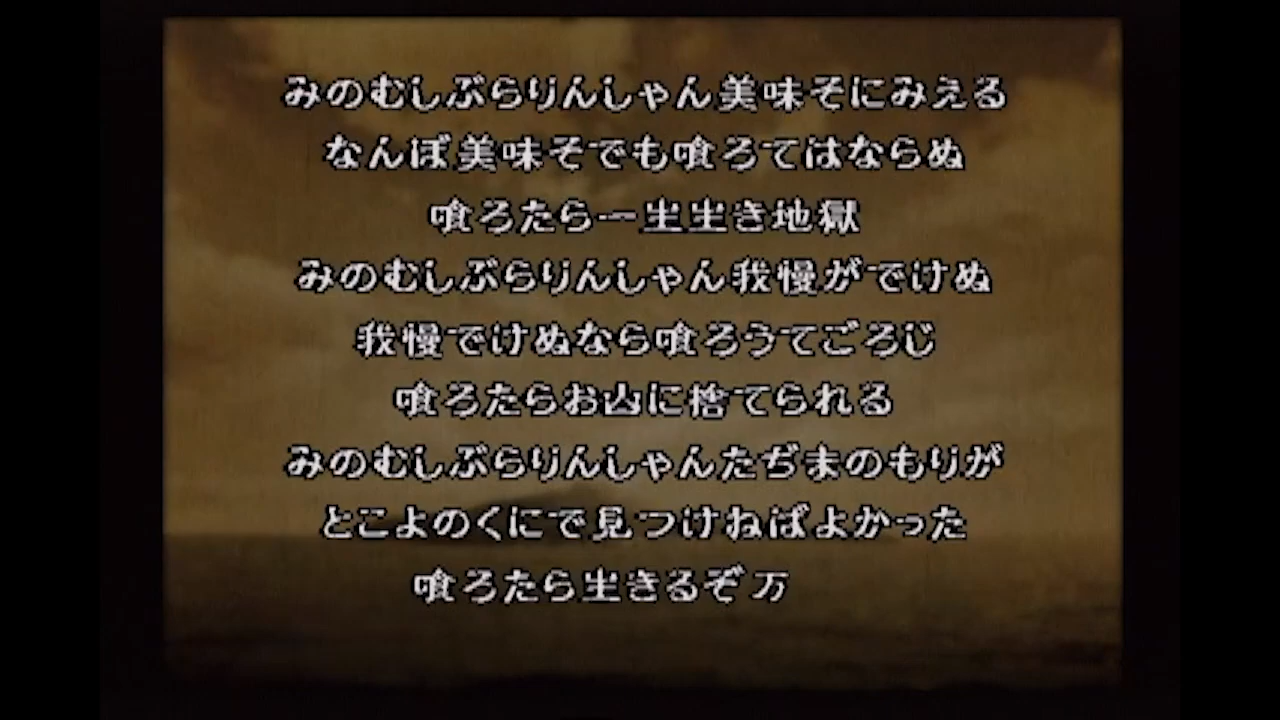 みのむしぶらりんしゃん美味そにみえる
なんぼ美味そでも喰ろてはならぬ
喰ろたら一生生き地獄
みのむしぶらりんしゃん我慢がでけぬ
我慢でけぬなら喰ろうてごろじ
喰ろたらお山に捨てられる
みのむしぶらりんしゃんたぢまのもりが
とこよのくにで見つけねばよかった
喰ろたら生きるぞ万